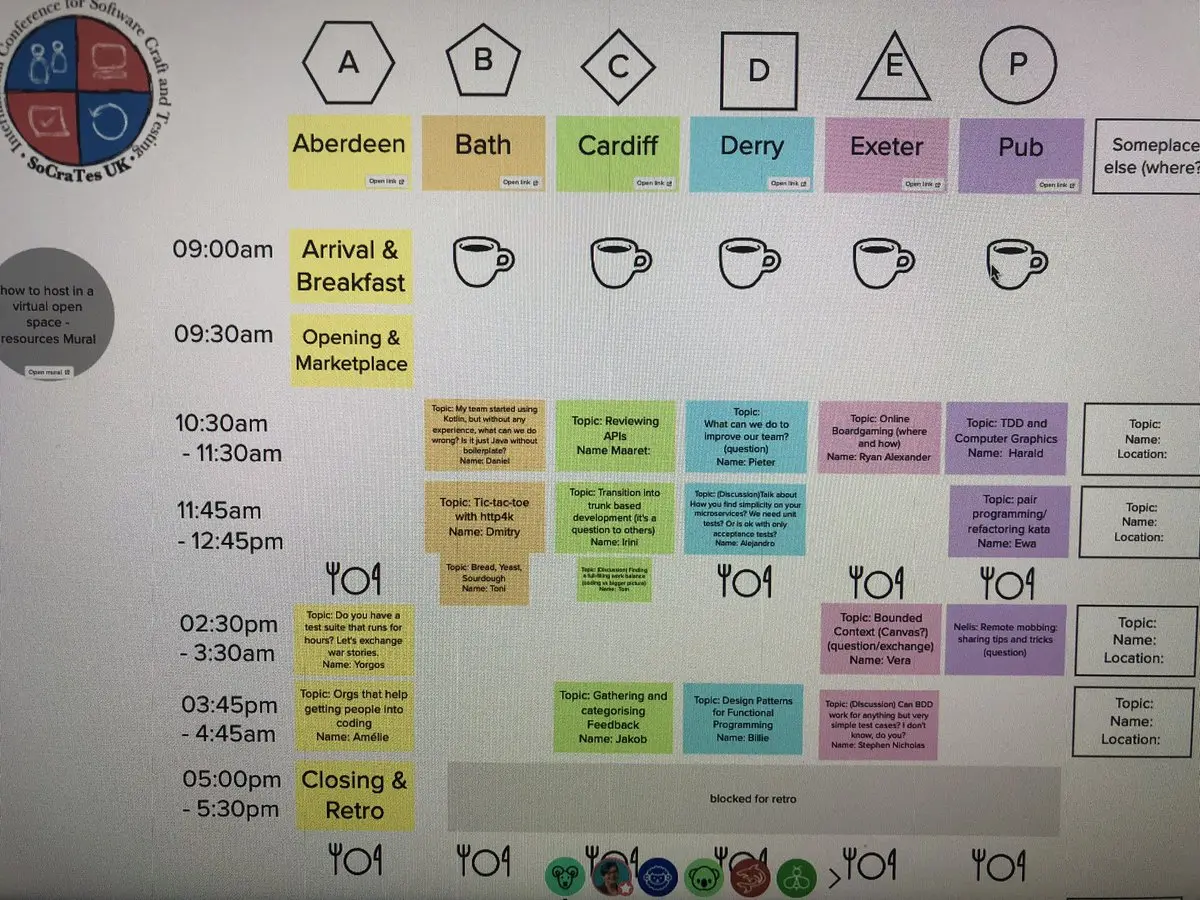 International Conference for Software Craft and Testing
SoCraTes UK
A
B
C
D
E
P
Aberdeen
Open link
Bath
Open link
Cardiff
Open link
Derry
Open link
Exeter
Open link
Pub
Open link
Someplace
else (where?
how to host in a
virtual open
space -
resources Mural
Open mural
09:00am
Arrival &
Breakfast
09:30am
Opening &
Marketplace
10:30am
- 11:30am
Topic: My team started using
Kotlin, but without any
experience, what can we do
wrong? Is it just Java without
boilerplate?
Name: Daniel
Topic: Reviewing
APIs
Name Maaret:
Topic:
What can we do to
improve our team?
(question)
Name: Pieter
Topic: Online
Boardgaming (where
and how)
Name: Ryan Alexander
Topic: TDD and
Computer Graphics
Name: Harald
Topic:
Name:
Location:
11:45am
- 12:45pm
Topic: Tic-tac-toe
with http4k
Name: Dmitry
Topic: Transition into
trunk based
development (it's a
question to others)
Name: Irini
Topic: (Discussion)Talk about
How you find simplicity on your
microservices? We need unit
tests? Or is ok with only
acceptance tests?
Name: Alejandro
Topic: pair
programming/
refactoring kata
Name: Ewa
Topic:
Name:
Location:
Topic: Bread, Yeast,
Sourdough
Name: Toni
Topic: (Discussion) Finding
a full-filling work balance
(coding vs bigger picture)
Name: Tom
02:30pm
- 3:30am
Topic: Do you have a
test suite that runs for
hours? Let's exchange
war stories.
Name: Yorgos
Topic: Bounded
Context (Canvas?)
(question/exchange)
Name: Vera
Nelis: Remote mobbing:
sharing tips and tricks
(question)
Topic:
Name:
Location:
03:45pm
- 4:45am
Topic: Orgs that help
getting people into
coding
Name: Amélie
Topic: Gathering and
categorising
Feedback
Name: Jakob
Topic: Design Patterns
for Functional
Programming
Name: Billie
Topic: (Discussion) Can BDD
work for anything but very
simple test cases? I don't
know, do you?
Name: Stephen Nicholas
Topic:
Name:
Location:
05:00pm
- 5:30pm
Closing &
Retro
blocked for retro